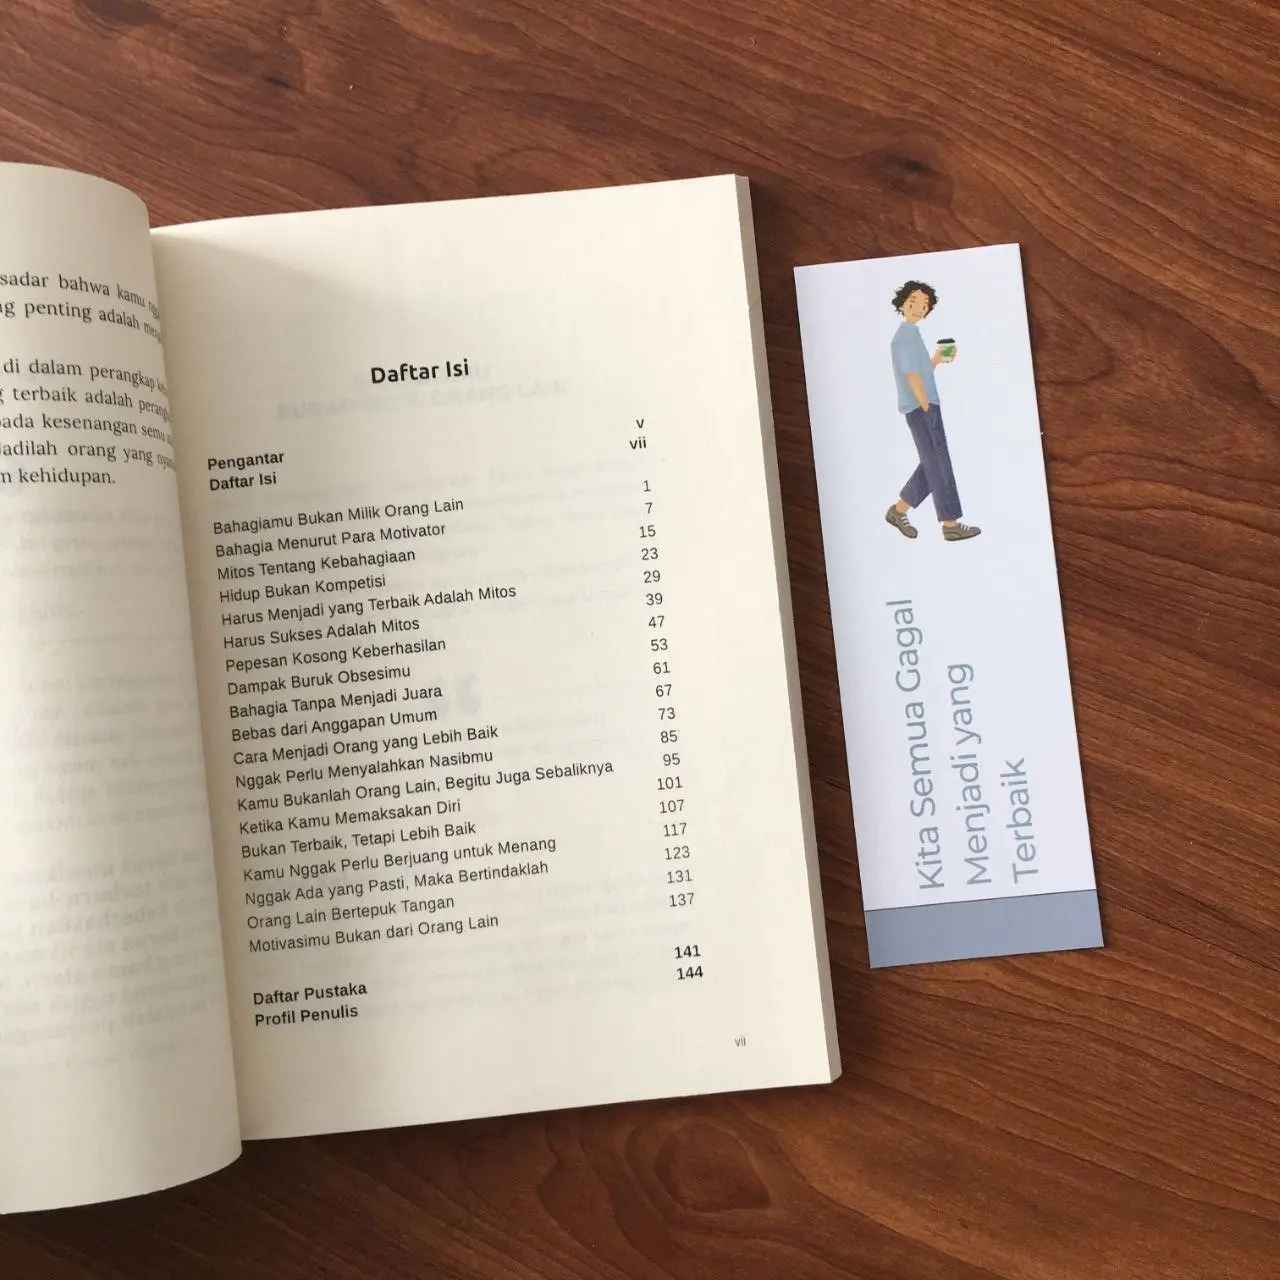 sadar bahwa kamu
penting adalah
di dalam perangkap
terbaik adalah
kesenangan semu
orang yang
kehidupan.
Daftar Isi
Pengantar v
Daftar Isi vii
Bahagiamu Bukan Milik Orang Lain 1
Bahagia Menurut Para Motivator 7
Mitos Tentang Kebahagiaan 15
Hidup Bukan Kompetisi 23
Harus Menjadi yang Terbaik Adalah Mitos 29
Harus Sukses Adalah Mitos 39
Pepesan Kosong Keberhasilan 47
Dampak Buruk Obsesimu 53
Bahagia Tanpa Menjadi Juara 61
Bebas dari Anggapan Umum 67
Cara Menjadi Orang yang Lebih Baik 73
Nggak Perlu Menyalahkan Nasibmu 85
Kamu Bukanlah Orang Lain, Begitu Juga Sebaliknya 95
Ketika Kamu Memaksakan Diri 101
Bukan Terbaik, Tetapi Lebih Baik 107
Kamu Nggak Perlu Berjuang untuk Menang 117
Nggak Ada yang Pasti, Maka Bertindaklah 123
Orang Lain Bertepuk Tangan 131
Motivasimu Bukan dari Orang Lain 137
Daftar Pustaka 141
Profil Penulis 144
vii
Kita Semua Gagal
Menjadi yang
Terbaik